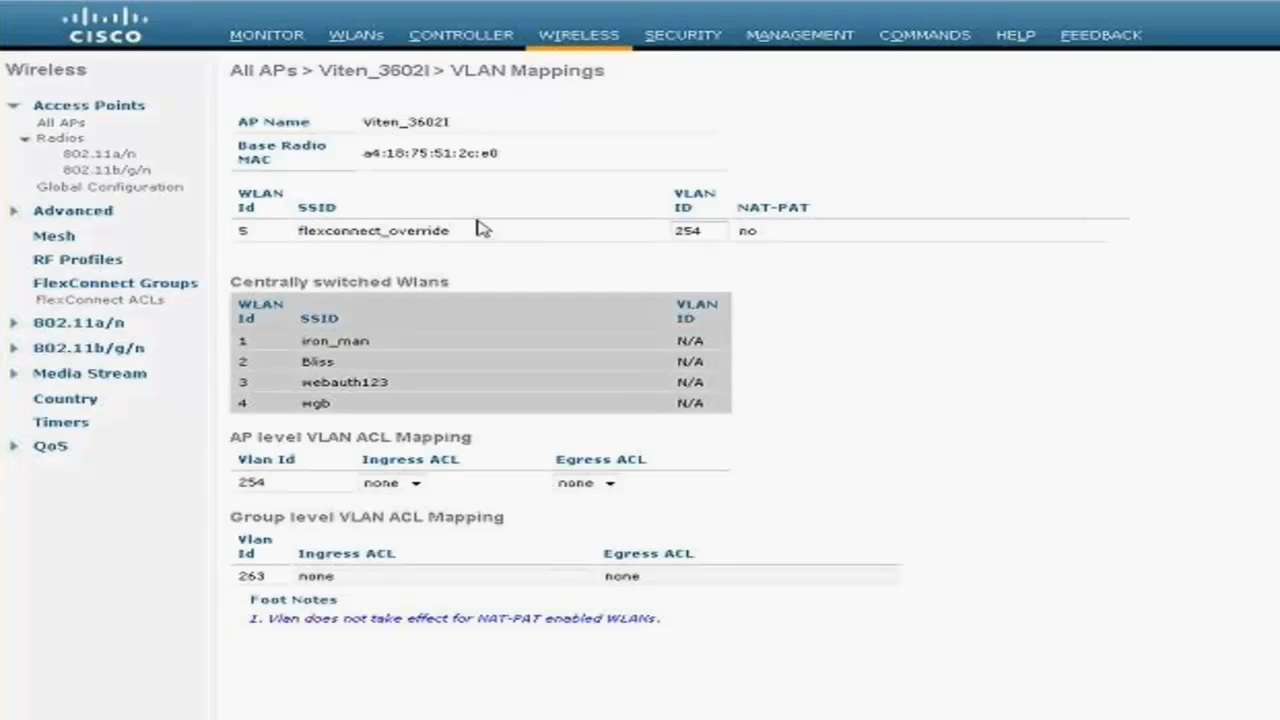 CISCO
MONITOR WLANs CONTROLLER WIRELESS SECURITY MANAGEMENT COMMANDS HELP FEEDBACK
Wireless
Access Points
All APs
Radios
802.11a/n
802.11b/g/n
Global Configuration
Advanced
Mesh
RF Profiles
FlexConnect Groups
FlexConnect ACLs
802.11a/n
802.11b/g/n
Media Stream
Country
Timers
QoS
All APs > Viten_3602I > VLAN Mappings
AP Name Viten_3602I
Base Radio MAC a4:18:75:51:2c:e0
WLAN Id SSID VLAN ID NAT-PAT
5 flexconnect_override 254 no
Centrally switched Wlans
WLAN Id SSID VLAN ID
1 iron_man N/A
2 Bliss N/A
3 webauth123 N/A
4 wgb N/A
AP level VLAN ACL Mapping
Vlan Id Ingress ACL Egress ACL
254 none none
Group level VLAN ACL Mapping
Vlan Id Ingress ACL Egress ACL
263 none none
Foot Notes
1. Vlan does not take effect for NAT-PAT enabled WLANs.